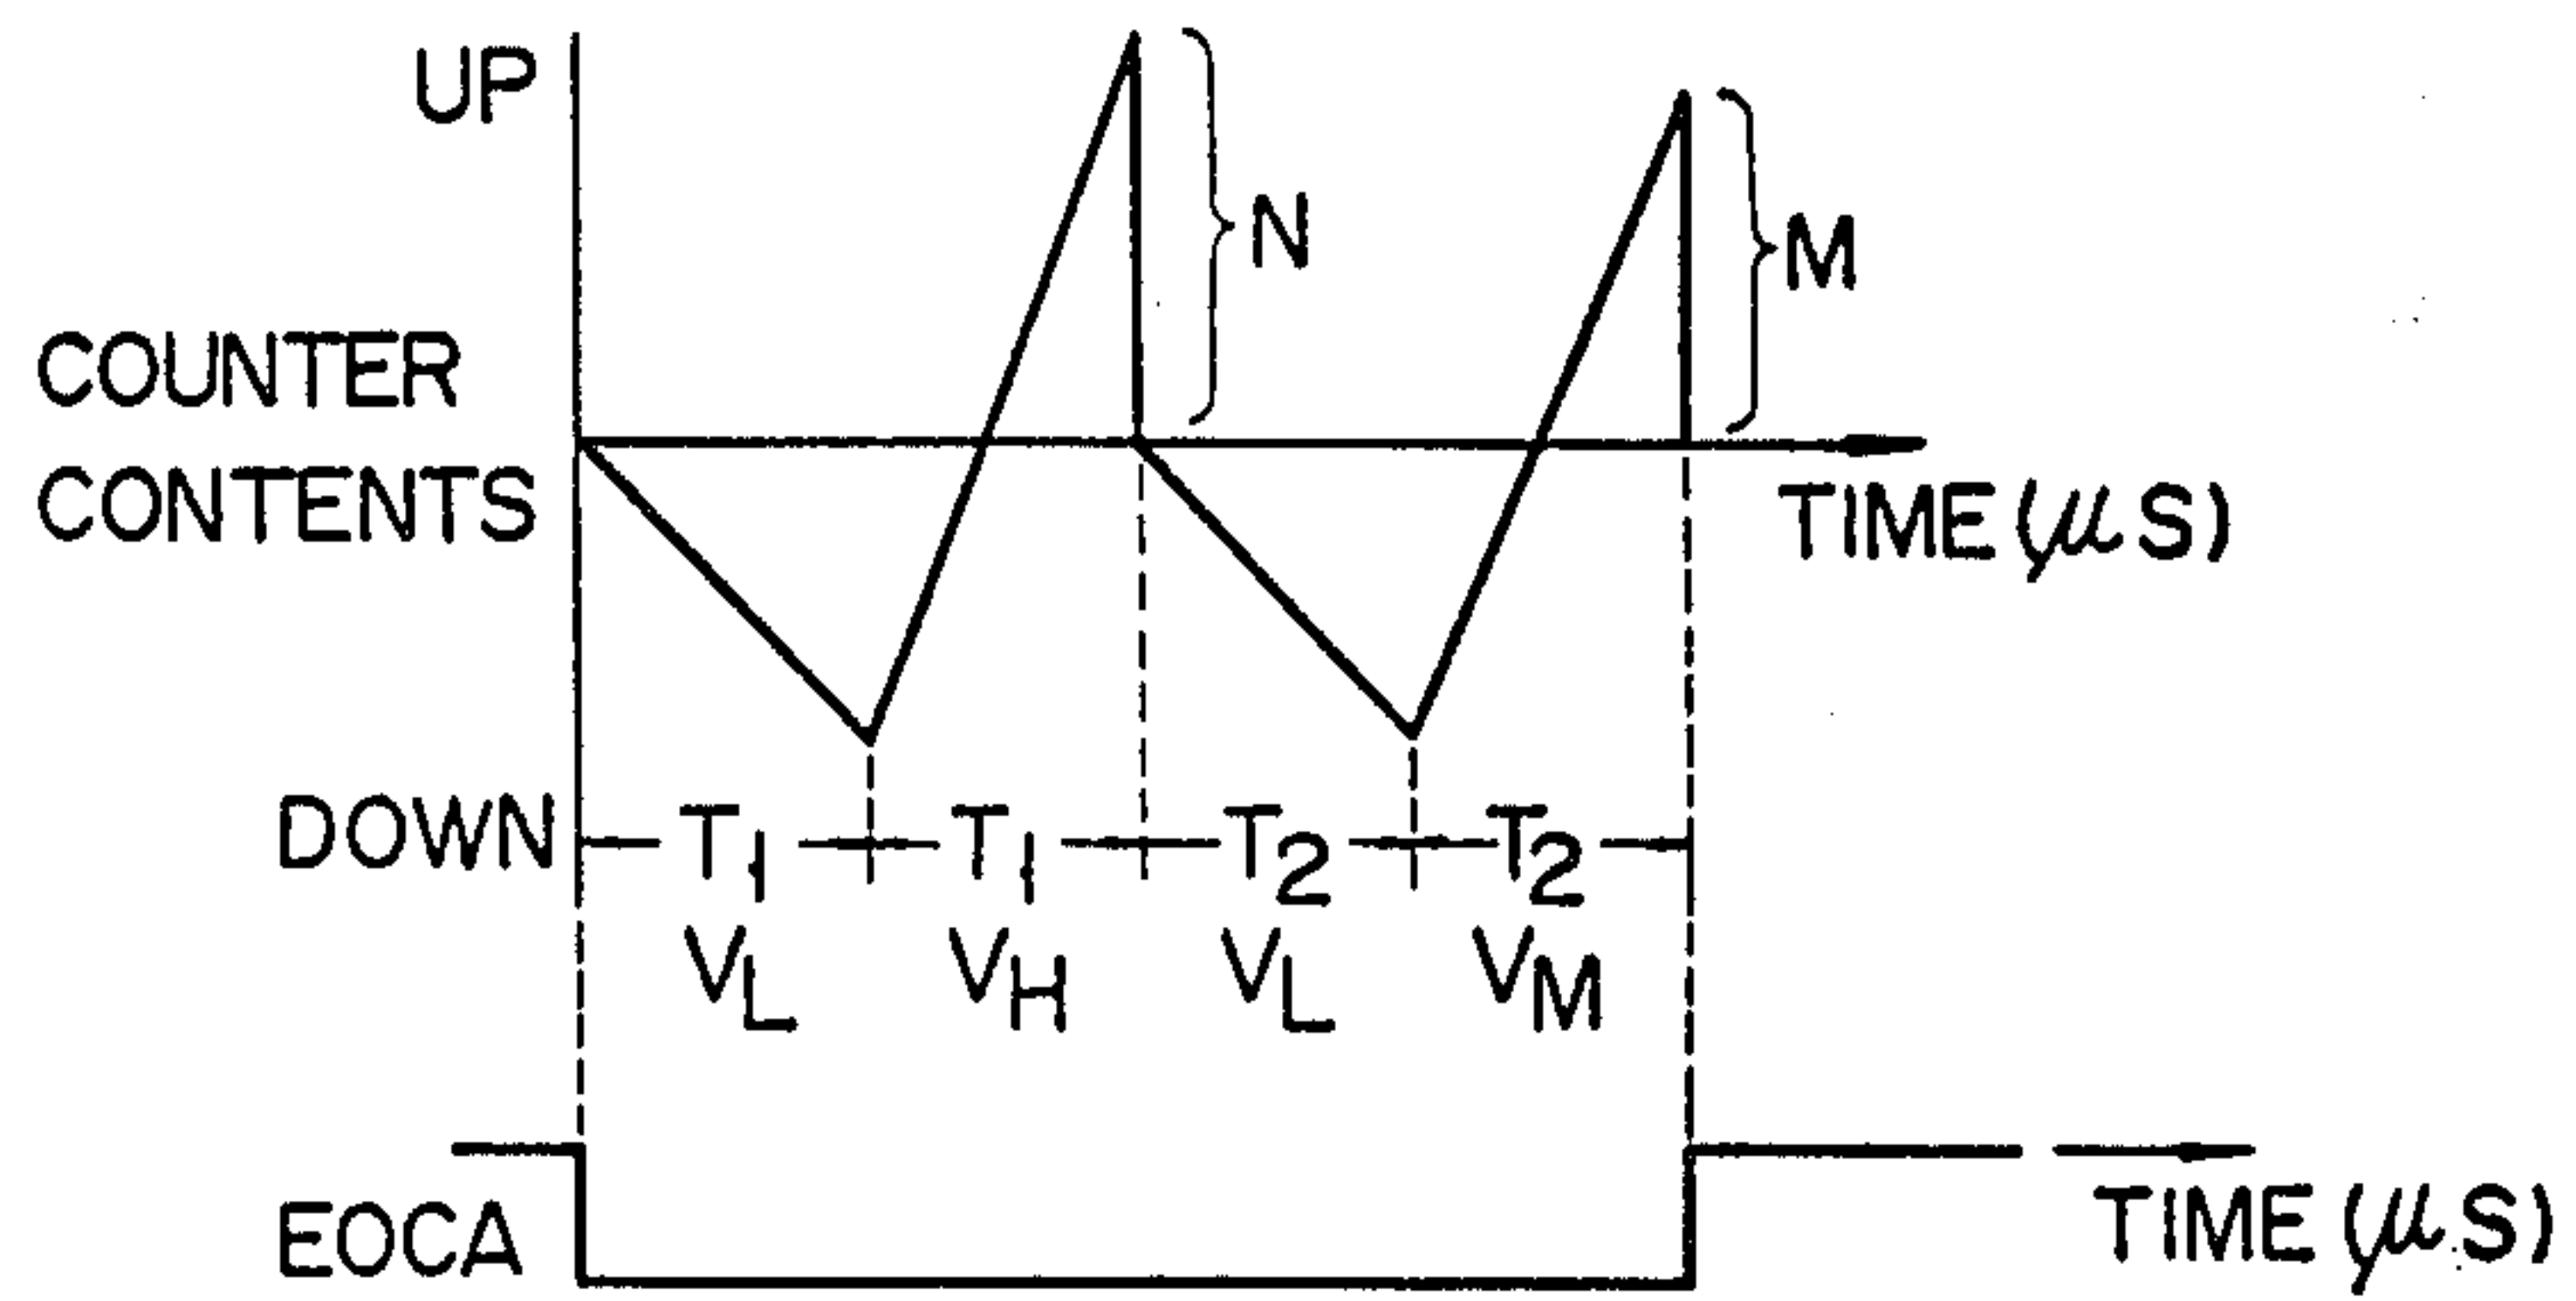 UP
N
M
COUNTER
CONTENTS
TIME (μS)
DOWN
T1 T1 T2 T2
VL VH VL VM
EOCA
TIME (μS)